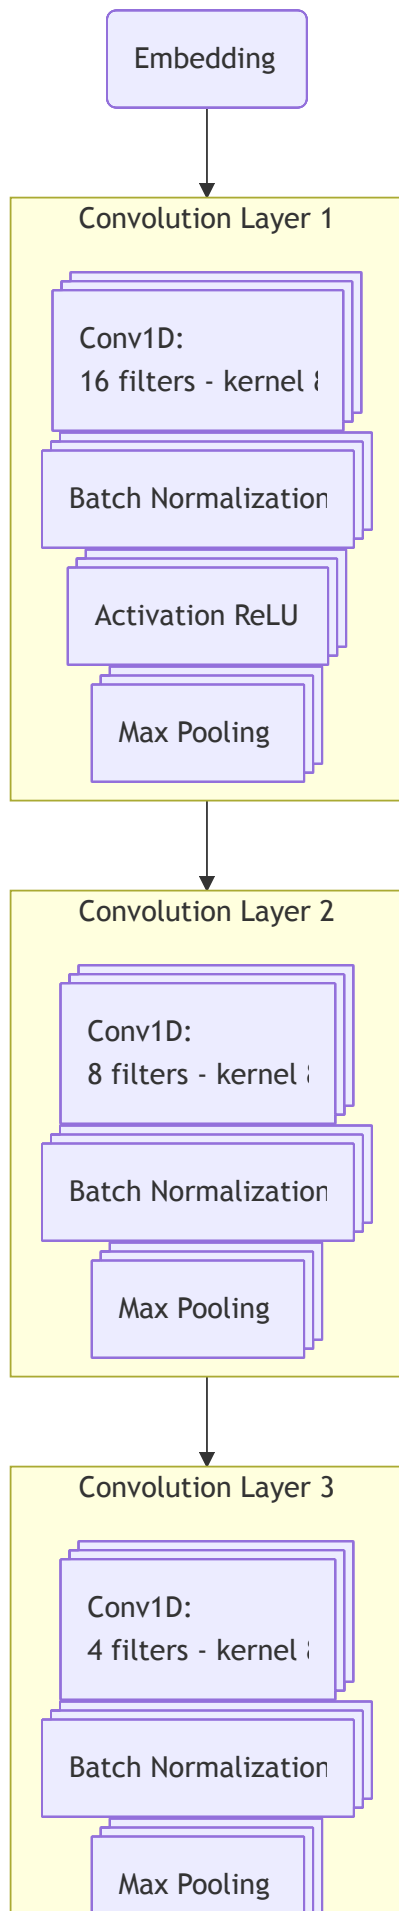 Embedding
Convolution Layer 1
Conv1D:
16 filters - kernel
Batch Normalization
Activation ReLU
Max Pooling
Convolution Layer 2
Conv1D:
8 filters - kernel
Batch Normalization
Max Pooling
Convolution Layer 3
Conv1D:
4 filters - kernel
Batch Normalization
Max Pooling